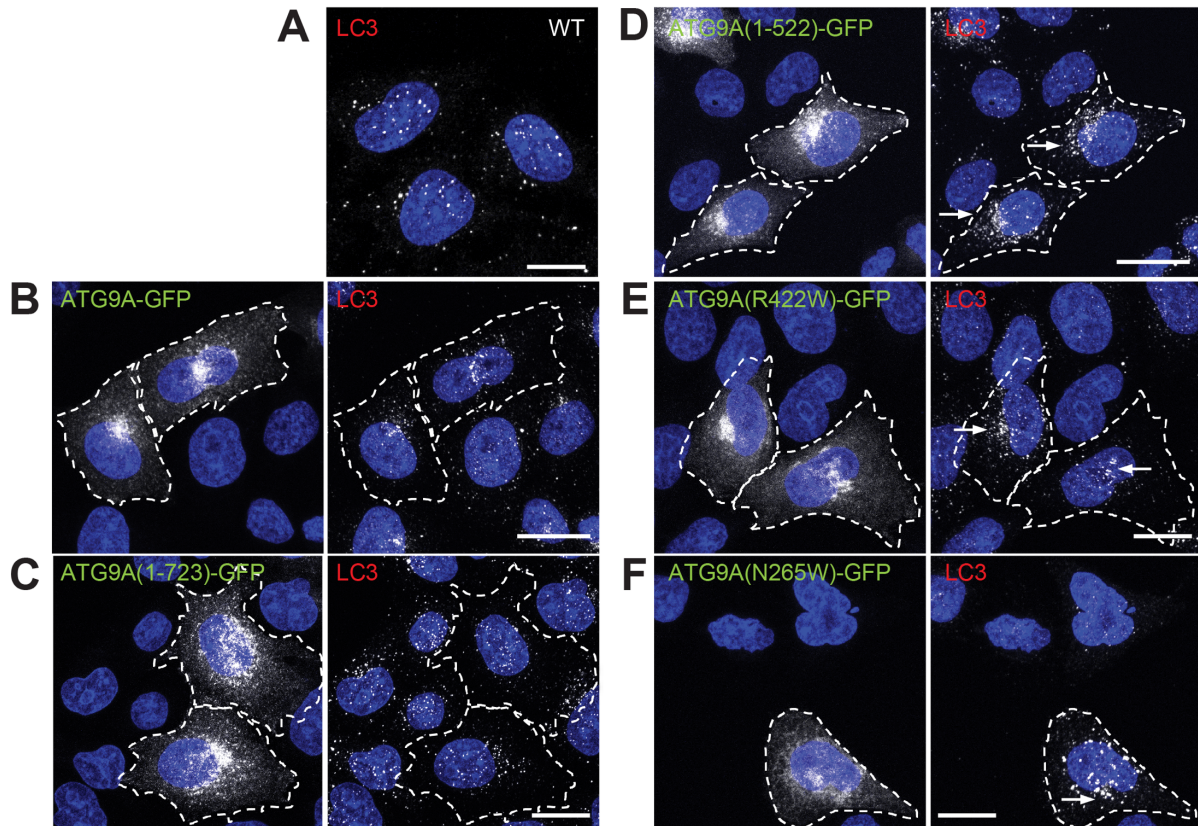 A
LC3
WT
B
ATG9A-GFP
LC3
C
ATG9A(1-723)-GFP
LC3
D
ATG9A(1-522)-GFP
LC3
E
ATG9A(R422W)-GFP
LC3
F
ATG9A(N265W)-GFP
LC3